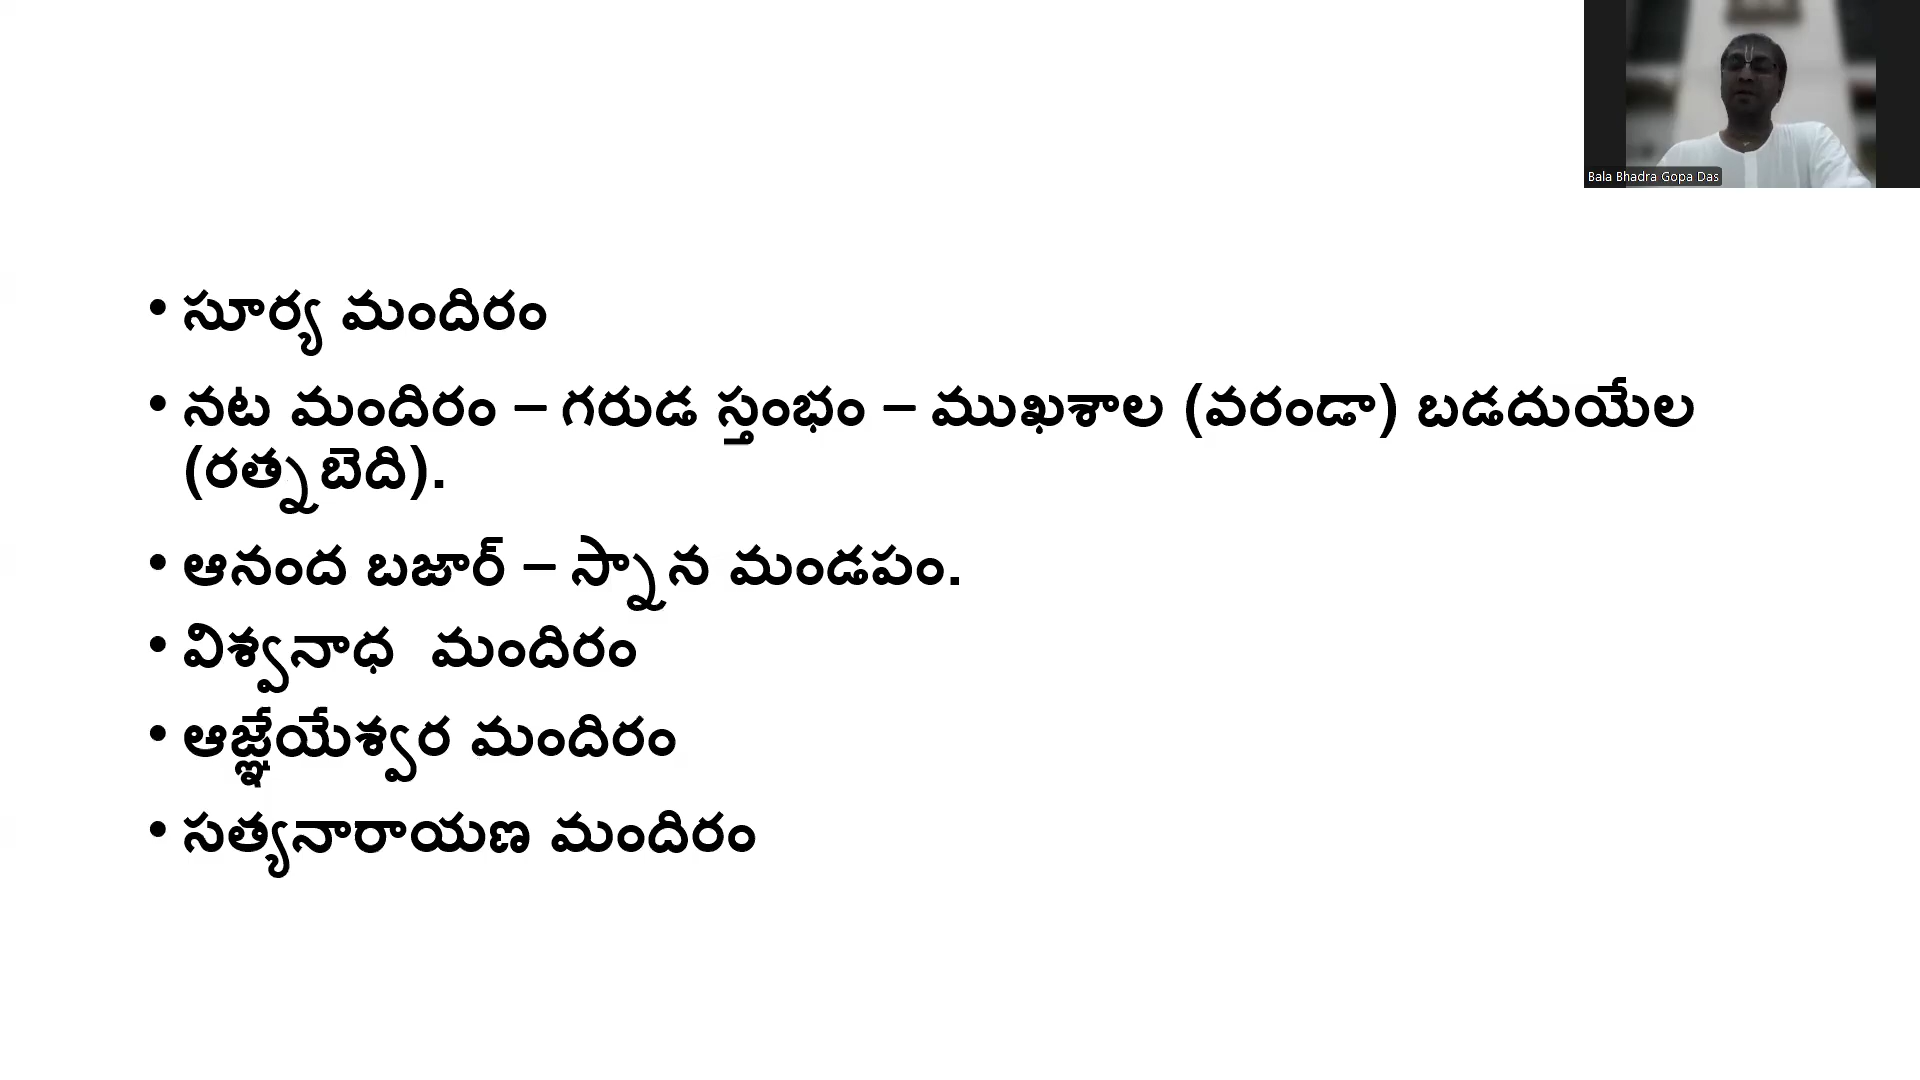 Bala Bhadra Gopa Das
• సూర్య మందిరం
• నట మందిరం – గరుడ స్తంభం – ముఖశాల (వరండా) బడదుయేల
(రత్నబెది).
• ఆనంద బజార్ – స్నాన మండపం.
• విశ్వనాధ  మందిరం
• ఆజ్ఞేయేశ్వర మందిరం
• సత్యనారాయణ మందిరం